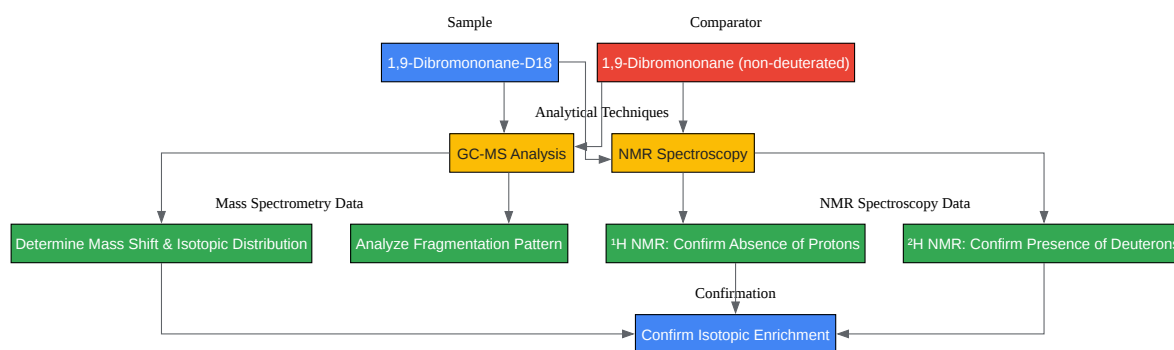 Sample
Comparator
1,9-Dibromononane-D18
1,9-Dibromononane (non-deuterated)
Analytical Techniques
GC-MS Analysis
NMR Spectroscopy
Mass Spectrometry Data
NMR Spectroscopy Data
Determine Mass Shift & Isotopic Distribution
Analyze Fragmentation Pattern
¹H NMR: Confirm Absence of Protons
²H NMR: Confirm Presence of Deuterons
Confirmation
Confirm Isotopic Enrichment